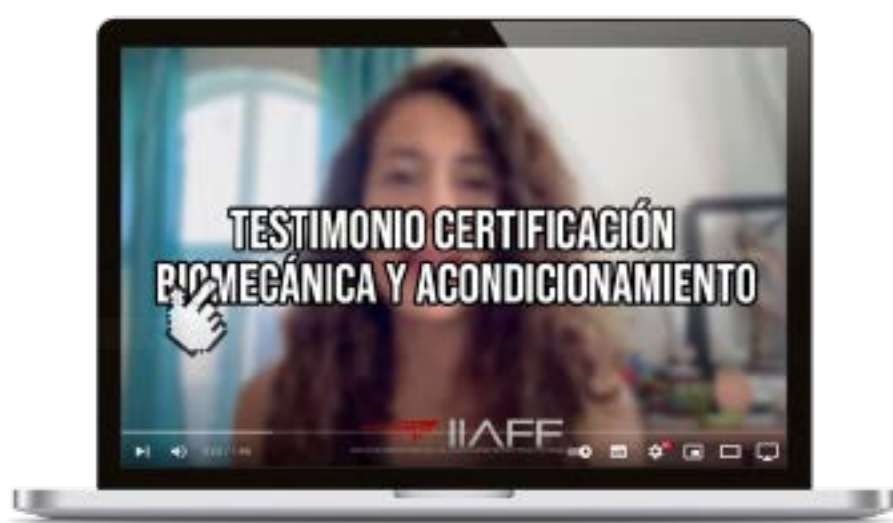 TESTIMONIO CERTIFICACIÓN
BIOMECÁNICA Y ACONDICIONAMIENTO
IIAFF